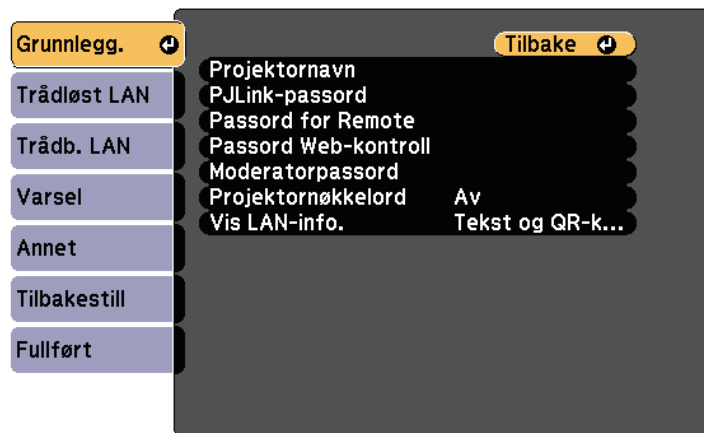 Grunnlegg.
Trådløst LAN
Trådb. LAN
Varsel
Annet
Tilbakestill
Fullført
Tilbake
Projektornavn
PJLink-passord
Passord for Remote
Passord Web-kontroll
Moderatorpassord
Projektornøkkelord Av
Vis LAN-info. Tekst og QR-k...